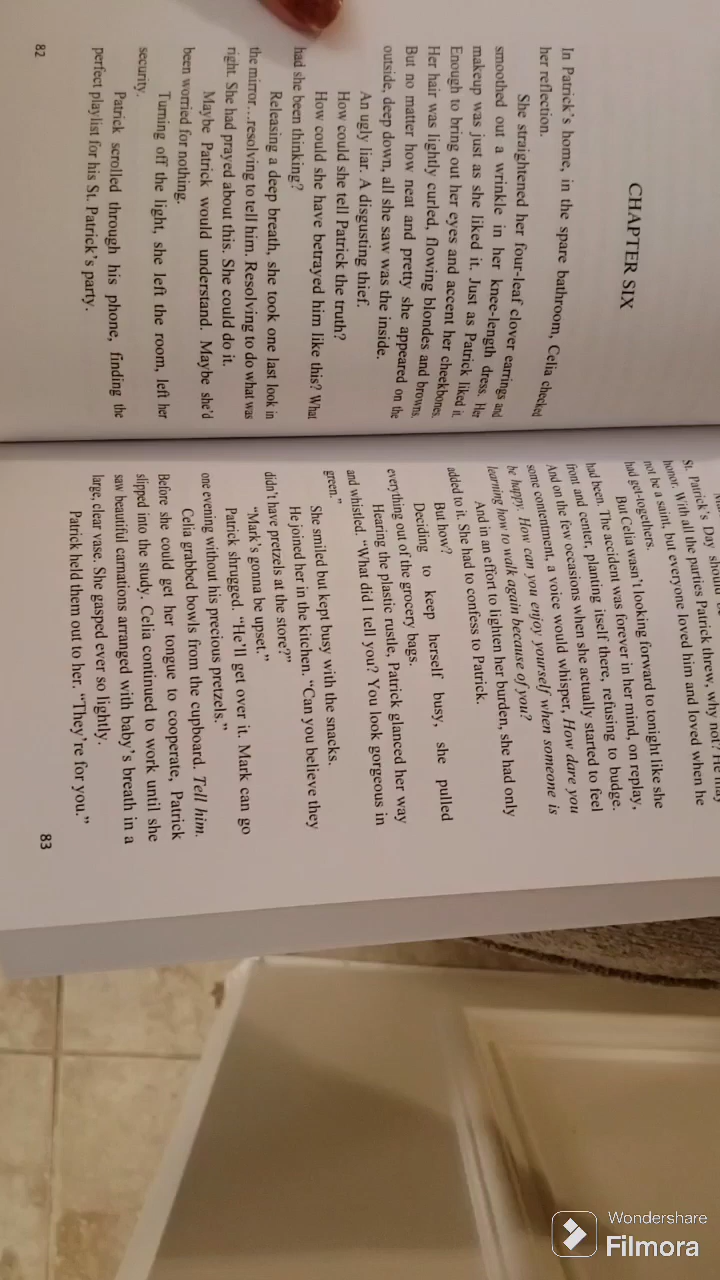 CHAPTER SIX
In Patrick's home, in the spare bathroom, Celia checked
her reflection.
She straightened her four-leaf clover earrings and
smoothed out a wrinkle in her knee-length dress. Her
makeup was just as she liked it. Just as Patrick liked it.
Enough to bring out her eyes and accent her cheekbones.
Her hair was lightly curled, flowing blondes and browns.
But no matter how neat and pretty she appeared on the
outside, deep down, all she saw was the inside.
An ugly liar. A disgusting thief.
How could she tell Patrick the truth?
How could she have betrayed him like this? What
had she been thinking?
Releasing a deep breath, she took one last look in
the mirror…resolving to tell him. Resolving to do what was
right. She had prayed about this. She could do it.
Maybe Patrick would understand. Maybe she'd
been worried for nothing.
Turning off the light, she left the room, left her
security.
Patrick scrolled through his phone, finding the
perfect playlist for his St. Patrick's party.
82
St. Patrick's Day should
honor. With all the parties Patrick threw, why not? He may
not be a saint, but everyone loved him and loved when he
had get-togethers.
But Celia wasn't looking forward to tonight like she
had been. The accident was forever in her mind, on replay,
front and center, planting itself there, refusing to budge.
And on the few occasions when she actually started to feel
some contentment, a voice would whisper, How dare you
be happy. How can you enjoy yourself when someone is
learning how to walk again because of you?
And in an effort to lighten her burden, she had only
added to it. She had to confess to Patrick.
But how?
Deciding to keep herself busy, she pulled
everything out of the grocery bags.
Hearing the plastic rustle, Patrick glanced her way
and whistled. "What did I tell you? You look gorgeous in
green."
She smiled but kept busy with the snacks.
He joined her in the kitchen. "Can you believe they
didn't have pretzels at the store?"
"Mark's gonna be upset."
Patrick shrugged. "He'll get over it. Mark can go
one evening without his precious pretzels."
Celia grabbed bowls from the cupboard. Tell him.
Before she could get her tongue to cooperate, Patrick
slipped into the study. Celia continued to work until she
saw beautiful carnations arranged with baby's breath in a
large, clear vase. She gasped ever so lightly.
Patrick held them out to her. "They're for you."
83
Wondershare
Filmora